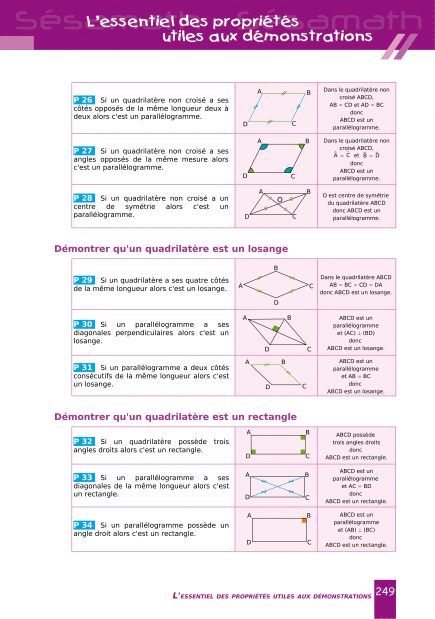 Sésamath Sésamath
L'essentiel des propriétés
utiles aux démonstrations
P 26 Si un quadrilatère non croisé a ses
côtés opposés de la même longueur deux à
deux alors c'est un parallélogramme.
A B
D C
Dans le quadrilatère non
croisé ABCD,
AB = CD et AD = BC
donc
ABCD est un
parallélogramme.
P 27 Si un quadrilatère non croisé a ses
angles opposés de la même mesure alors
c'est un parallélogramme.
A B
D C
Dans le quadrilatère non
croisé ABCD,
Â = Ĉ et B̂ = D̂
donc
ABCD est un
parallélogramme.
P 28 Si un quadrilatère non croisé a un
centre de symétrie alors c'est un
parallélogramme.
A B
O
D C
O est centre de symétrie
du quadrilatère ABCD
donc ABCD est un
parallélogramme.
Démontrer qu'un quadrilatère est un losange
P 29 Si un quadrilatère a ses quatre côtés
de la même longueur alors c'est un losange.
B
A C
D
Dans le quadrilatère ABCD
AB = BC = CD = DA
donc ABCD est un losange.
P 30 Si un parallélogramme a ses
diagonales perpendiculaires alors c'est un
losange.
A B
D C
ABCD est un
parallélogramme
et (AC) ⊥ (BD)
donc
ABCD est un losange.
P 31 Si un parallélogramme a deux côtés
consécutifs de la même longueur alors c'est
un losange.
A B
D C
ABCD est un
parallélogramme
et AB = BC
donc
ABCD est un losange.
Démontrer qu'un quadrilatère est un rectangle
P 32 Si un quadrilatère possède trois
angles droits alors c'est un rectangle.
A B
D C
ABCD possède
trois angles droits
donc
ABCD est un rectangle.
P 33 Si un parallélogramme a ses
diagonales de la même longueur alors c'est
un rectangle.
A B
D C
ABCD est un
parallélogramme
et AC = BD
donc
ABCD est un rectangle.
P 34 Si un parallélogramme possède un
angle droit alors c'est un rectangle.
A B
D C
ABCD est un
parallélogramme
et (AB) ⊥ (BC)
donc
ABCD est un rectangle.
L'ESSENTIEL DES PROPRIÉTÉS UTILES AUX DÉMONSTRATIONS 249